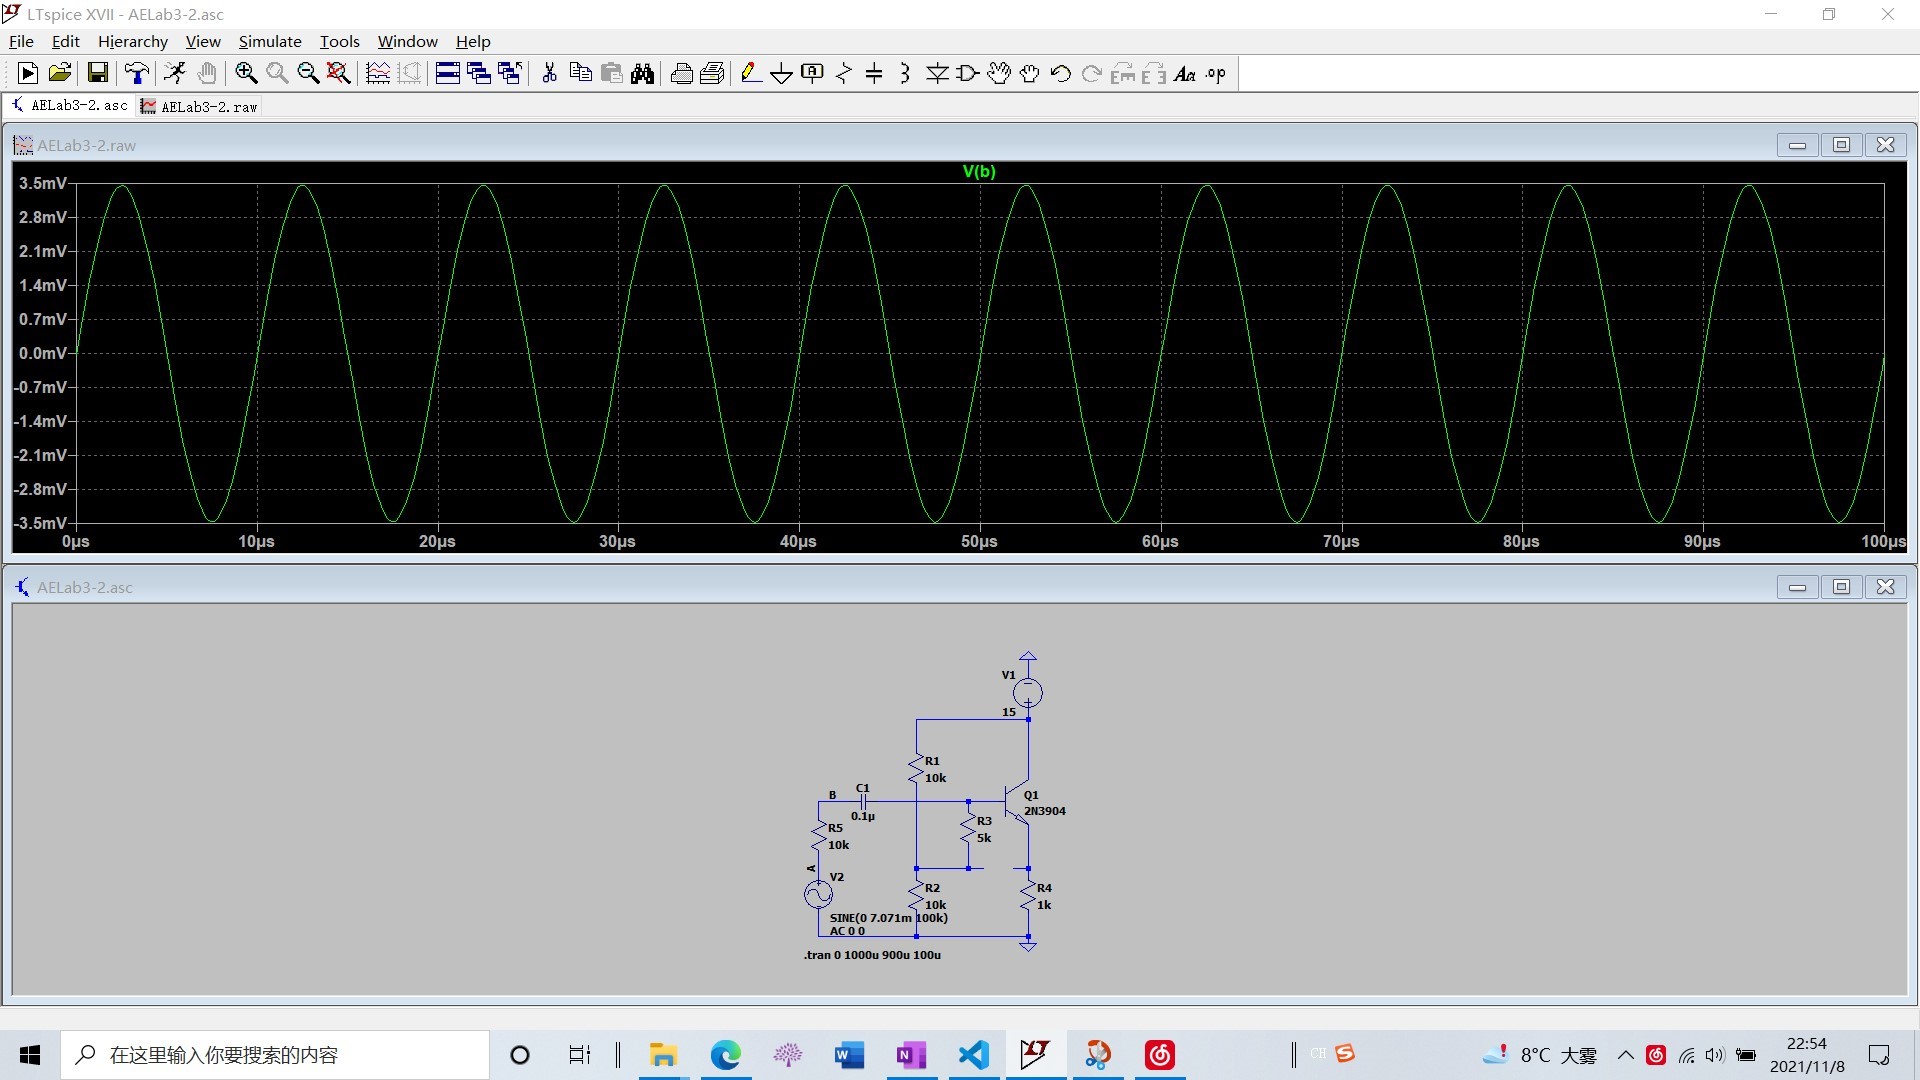 LTspice XVII - AELab3-2.asc
File Edit Hierarchy View Simulate Tools Window Help
AELab3-2.asc AELab3-2.raw
AELab3-2.raw
V(b)
3.5mV
2.8mV
2.1mV
1.4mV
0.7mV
0.0mV
-0.7mV
-1.4mV
-2.1mV
-2.8mV
-3.5mV
0µs 10µs 20µs 30µs 40µs 50µs 60µs 70µs 80µs 90µs 100µs
AELab3-2.asc
V1
15
R1
10k
B
C1
0.1µ
Q1
2N3904
R5
10k
R3
5k
A
V2
R2
10k
R4
1k
SINE(0 7.071m 100k)
AC 0 0
.tran 0 1000u 900u 100u
在这里输入你要搜索的内容
CH
8°C 大雾
22:54
2021/11/8